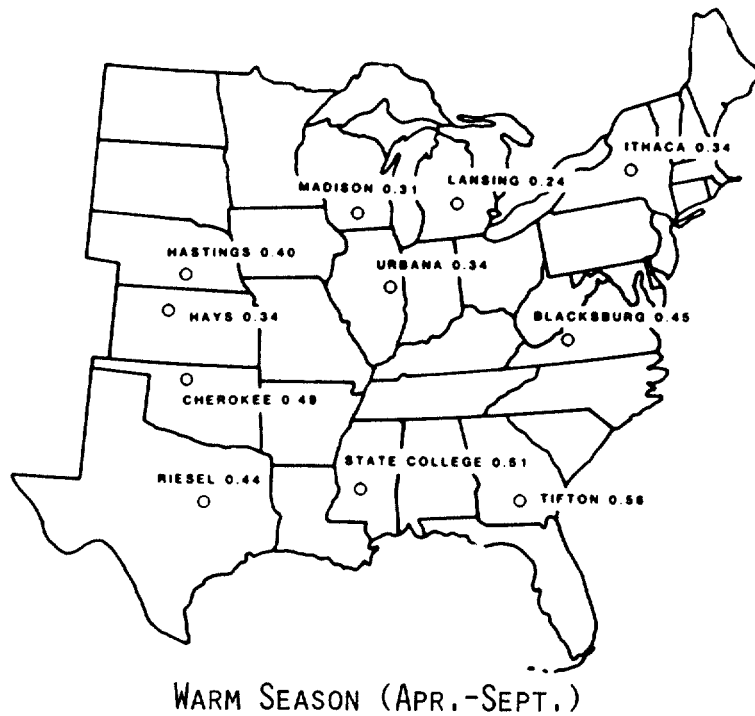 ITHACA 0.34
MADISON 0.31
LANSING 0.24
HASTINGS 0.40
URBANA 0.34
HAYS 0.34
BLACKSBURG 0.45
CHEROKEE 0.49
STATE COLLEGE 0.51
RIESEL 0.44
TIFTON 0.56
WARM SEASON (APR.-SEPT.)